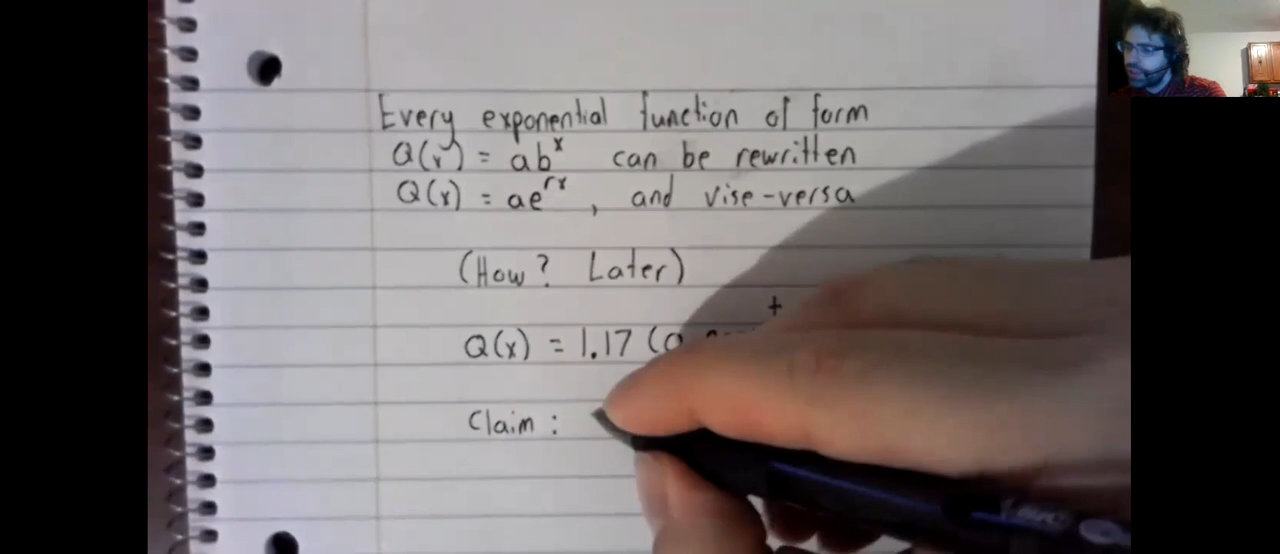 Every exponential function of form
Q(x) = ab^x can be rewritten
Q(x) = ae^rx , and vise-versa
(How? Later)
Q(x) = 1.17 (0
Claim :